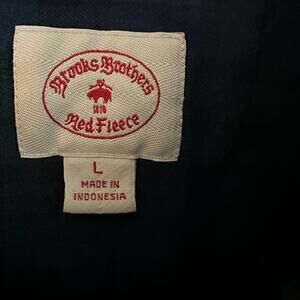 Brooks Brothers
1818
Red Fleece
L
MADE IN
INDONESIA